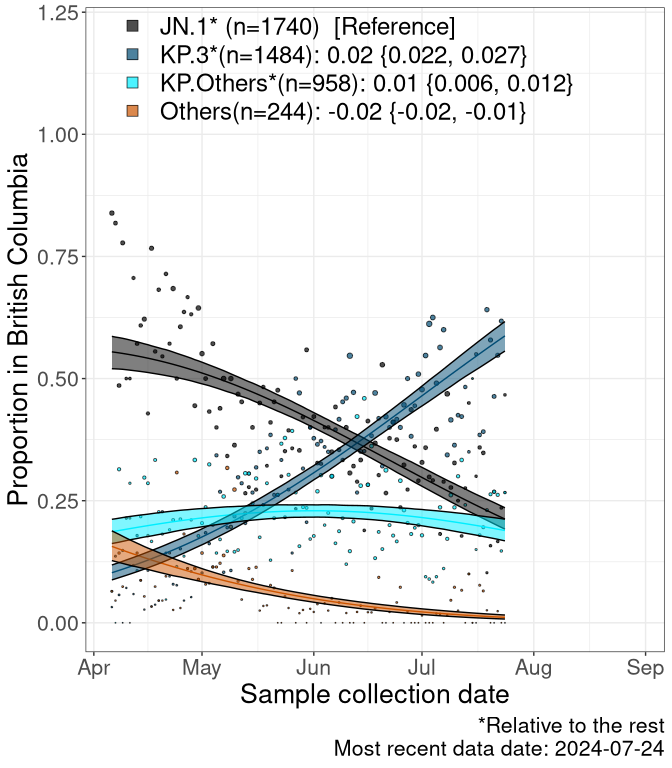 JN.1* (n=1740)  [Reference]
KP.3*(n=1484): 0.02 {0.022, 0.027}
KP.Others*(n=958): 0.01 {0.006, 0.012}
Others(n=244): -0.02 {-0.02, -0.01}
Proportion in British Columbia
1.25
1.00
0.75
0.50
0.25
0.00
Apr May Jun Jul Aug Sep
Sample collection date
*Relative to the rest
Most recent data date: 2024-07-24